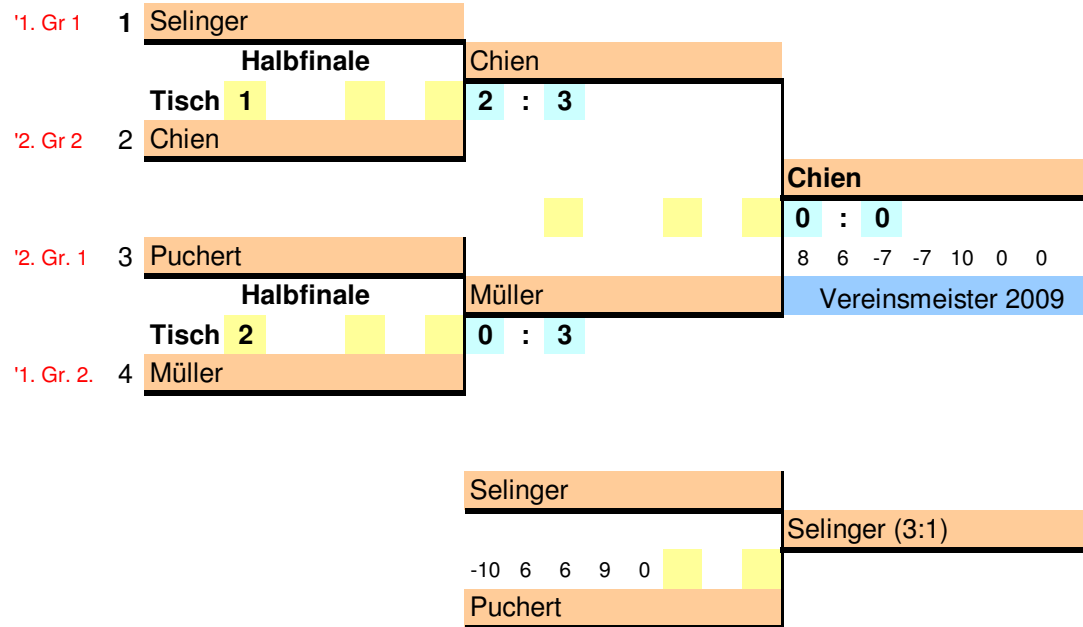 '1. Gr 1 1 Selinger
Halbfinale Chien
Tisch 1 2 : 3
'2. Gr 2 2 Chien
Chien
0 : 0
'2. Gr. 1 3 Puchert 8 6 -7 -7 10 0 0
Halbfinale Müller Vereinsmeister 2009
Tisch 2 0 : 3
'1. Gr. 2. 4 Müller
Selinger
Selinger (3:1)
-10 6 6 9 0
Puchert